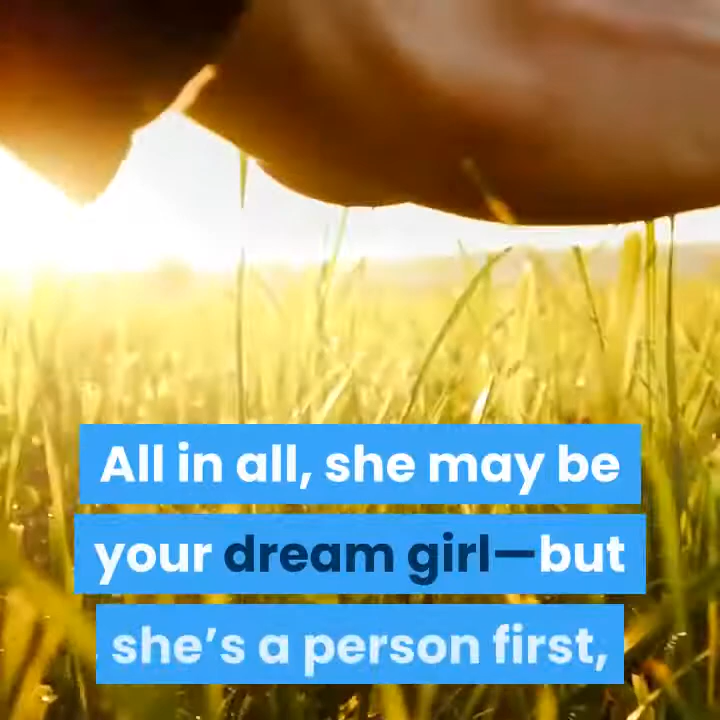 All in all, she may be
your dream girl—but
she’s a person first,